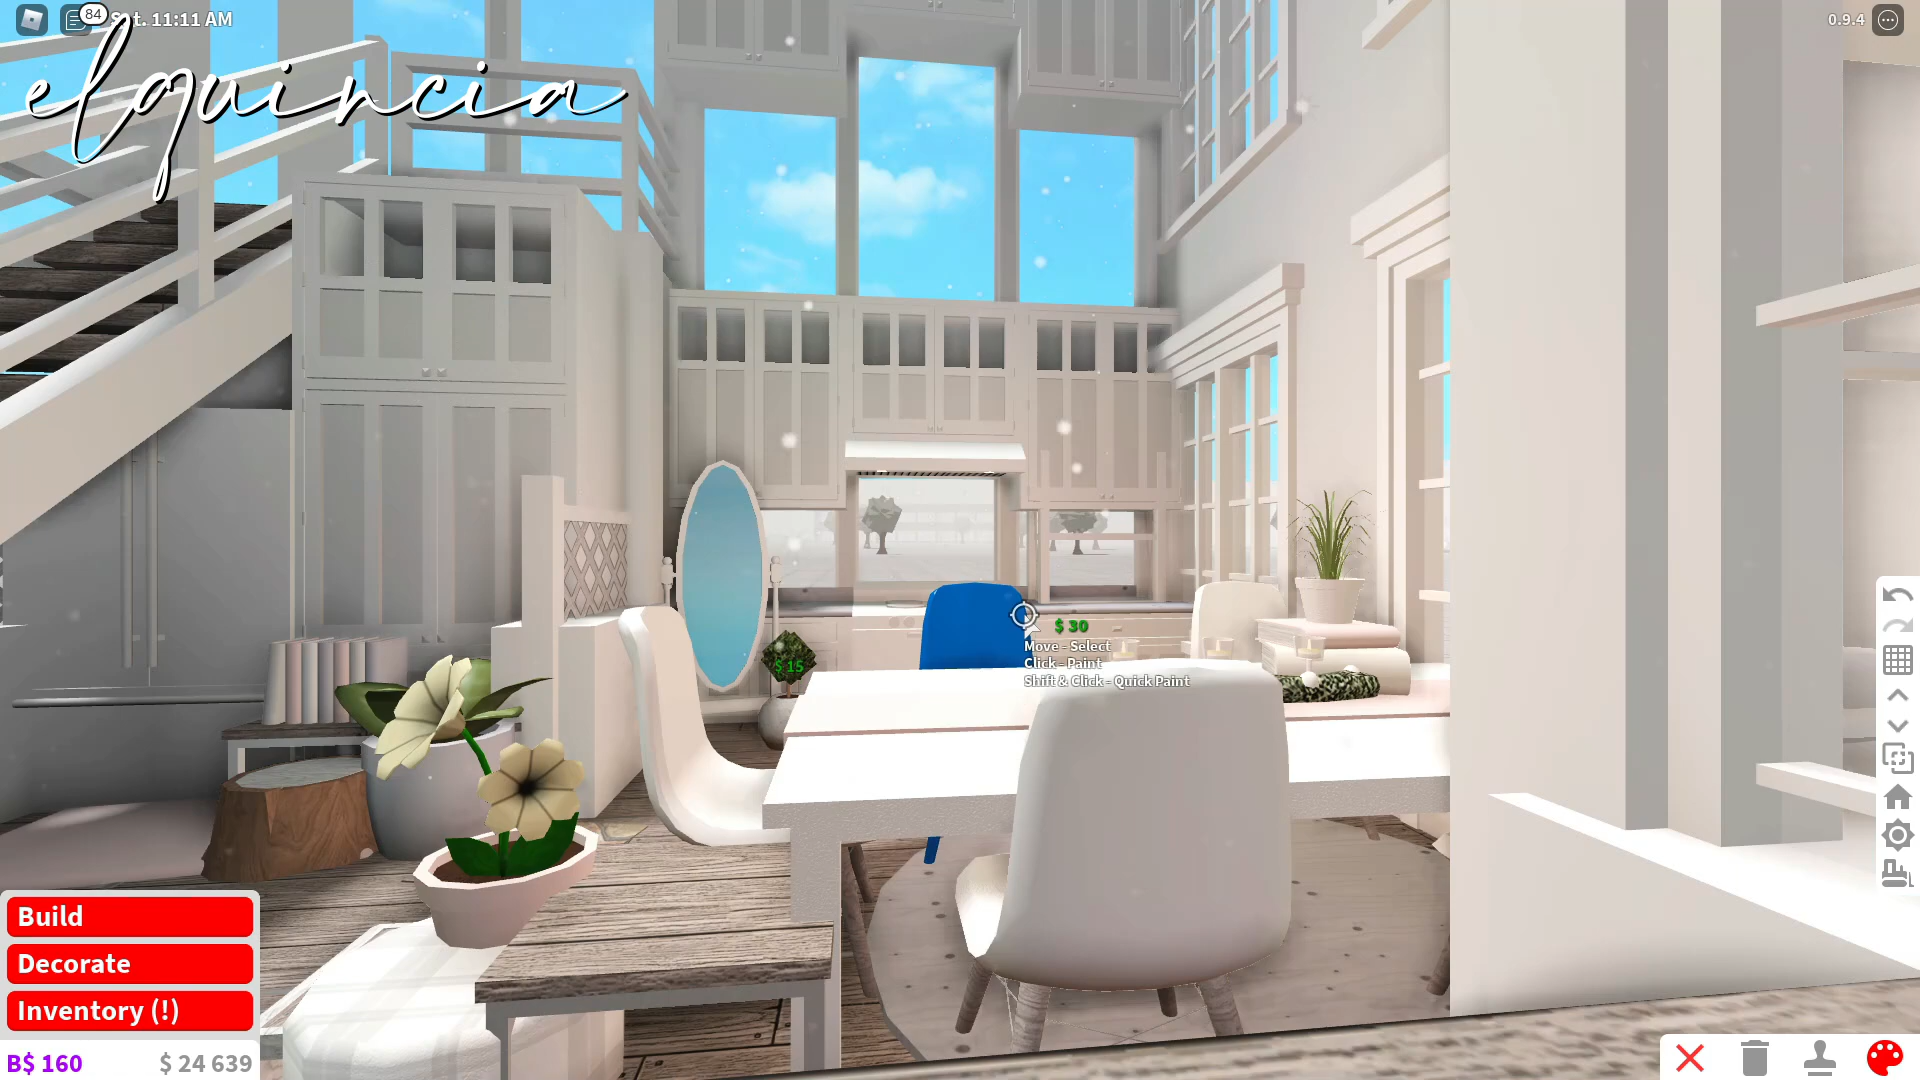 84
Sat. 11:11 AM
0.9.4
elquincia
$ 30
Move - Select
Click - Paint
Shift & Click - Quick Paint
$ 15
Build
Decorate
Inventory (!)
B$ 160
$ 24 639